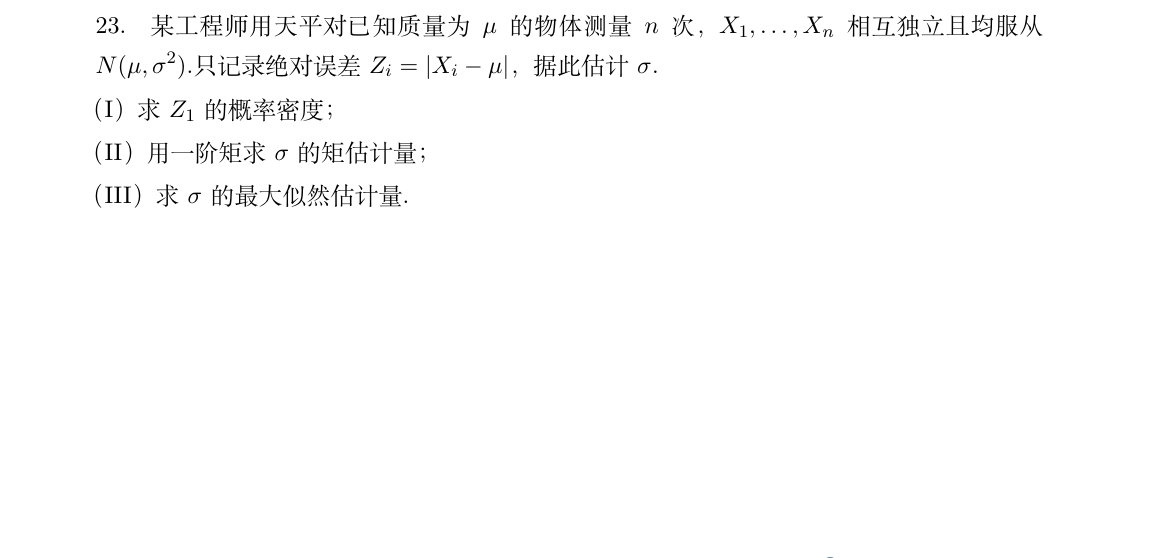 23. 某工程师用天平对已知质量为 μ 的物体测量 n 次, X₁, . . . , Xₙ 相互独立且均服从
N(μ, σ²).只记录绝对误差 Zᵢ = |Xᵢ − μ|, 据此估计 σ.
(I) 求 Z₁ 的概率密度;
(II) 用一阶矩求 σ 的矩估计量;
(III) 求 σ 的最大似然估计量.